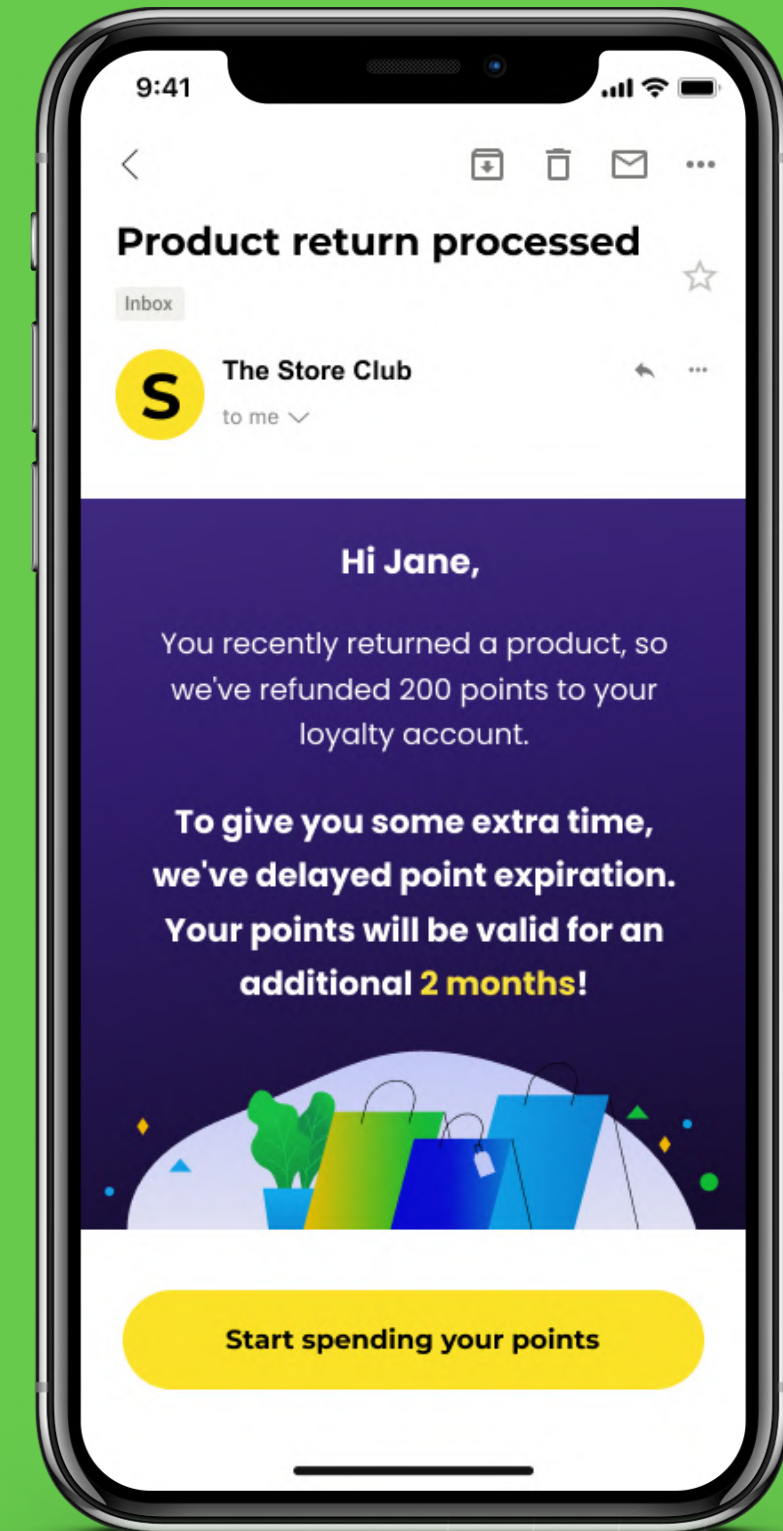 9:41
Product return processed
Inbox
S
The Store Club
to me
Hi Jane,
You recently returned a product, so
we've refunded 200 points to your
loyalty account.
To give you some extra time,
we've delayed point expiration.
Your points will be valid for an
additional 2 months!
Start spending your points